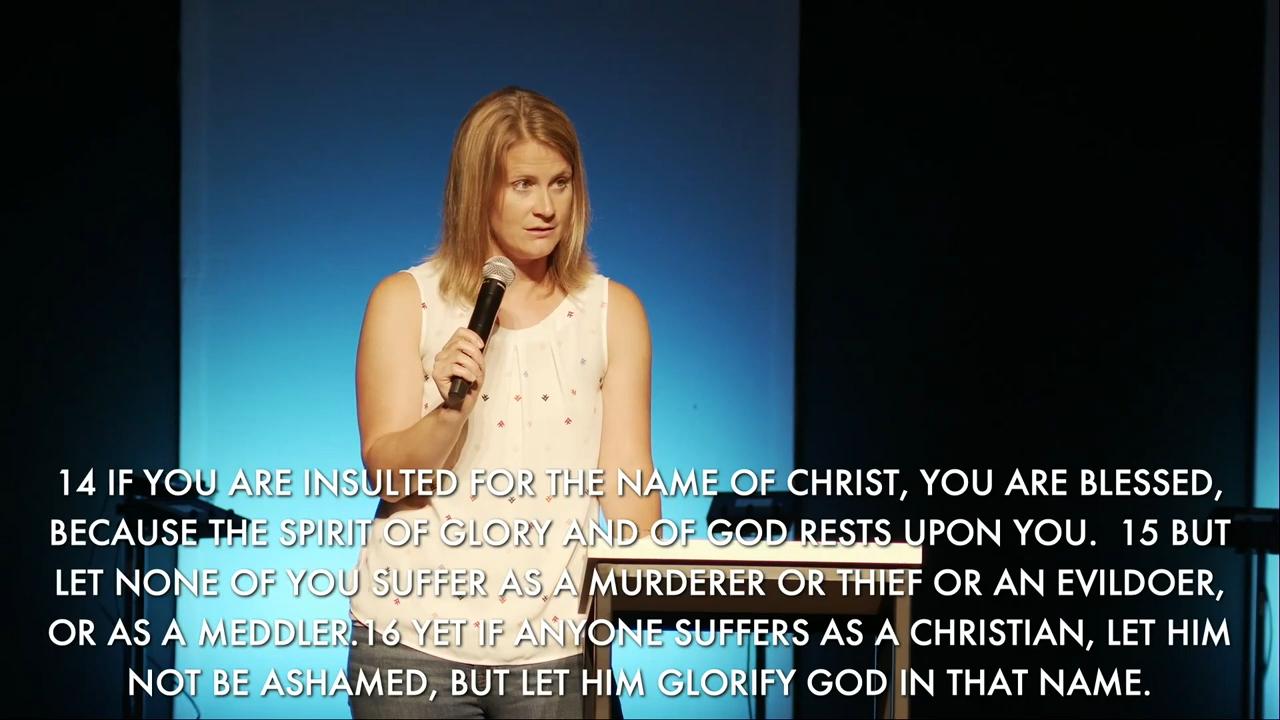 14 IF YOU ARE INSULTED FOR THE NAME OF CHRIST, YOU ARE BLESSED,
BECAUSE THE SPIRIT OF GLORY AND OF GOD RESTS UPON YOU.  15 BUT
LET NONE OF YOU SUFFER AS A MURDERER OR THIEF OR AN EVILDOER,
OR AS A MEDDLER.16 YET IF ANYONE SUFFERS AS A CHRISTIAN, LET HIM
NOT BE ASHAMED, BUT LET HIM GLORIFY GOD IN THAT NAME.